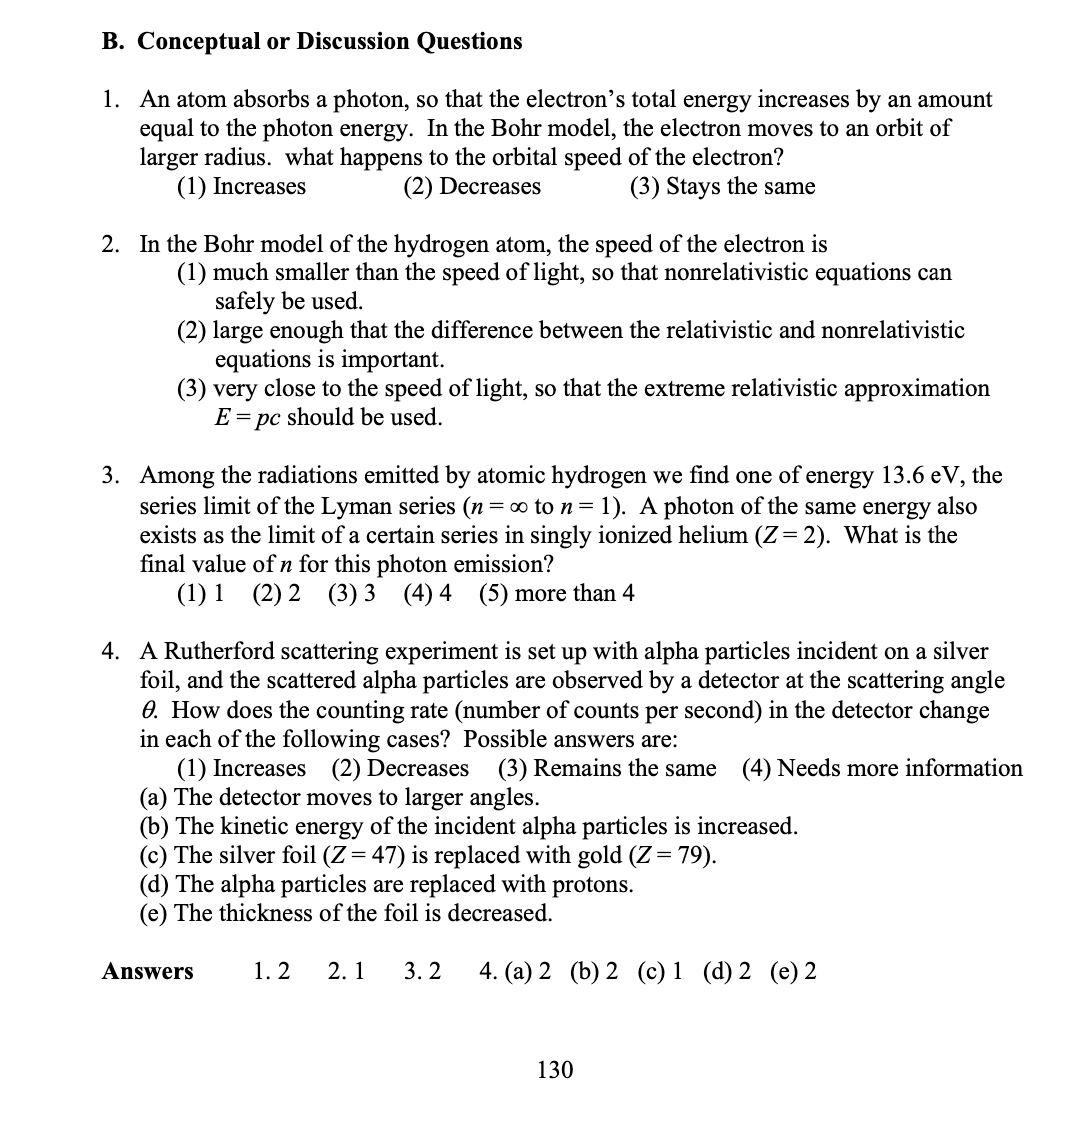 B. Conceptual or Discussion Questions
1. An atom absorbs a photon, so that the electron’s total energy increases by an amount
equal to the photon energy. In the Bohr model, the electron moves to an orbit of
larger radius. what happens to the orbital speed of the electron?
(1) Increases (2) Decreases (3) Stays the same
2. In the Bohr model of the hydrogen atom, the speed of the electron is
(1) much smaller than the speed of light, so that nonrelativistic equations can
safely be used.
(2) large enough that the difference between the relativistic and nonrelativistic
equations is important.
(3) very close to the speed of light, so that the extreme relativistic approximation
E = pc should be used.
3. Among the radiations emitted by atomic hydrogen we find one of energy 13.6 eV, the
series limit of the Lyman series (n = ∞ to n = 1). A photon of the same energy also
exists as the limit of a certain series in singly ionized helium (Z = 2). What is the
final value of n for this photon emission?
(1) 1 (2) 2 (3) 3 (4) 4 (5) more than 4
4. A Rutherford scattering experiment is set up with alpha particles incident on a silver
foil, and the scattered alpha particles are observed by a detector at the scattering angle
θ. How does the counting rate (number of counts per second) in the detector change
in each of the following cases? Possible answers are:
(1) Increases (2) Decreases (3) Remains the same (4) Needs more information
(a) The detector moves to larger angles.
(b) The kinetic energy of the incident alpha particles is increased.
(c) The silver foil (Z = 47) is replaced with gold (Z = 79).
(d) The alpha particles are replaced with protons.
(e) The thickness of the foil is decreased.
Answers 1. 2 2. 1 3. 2 4. (a) 2 (b) 2 (c) 1 (d) 2 (e) 2
130